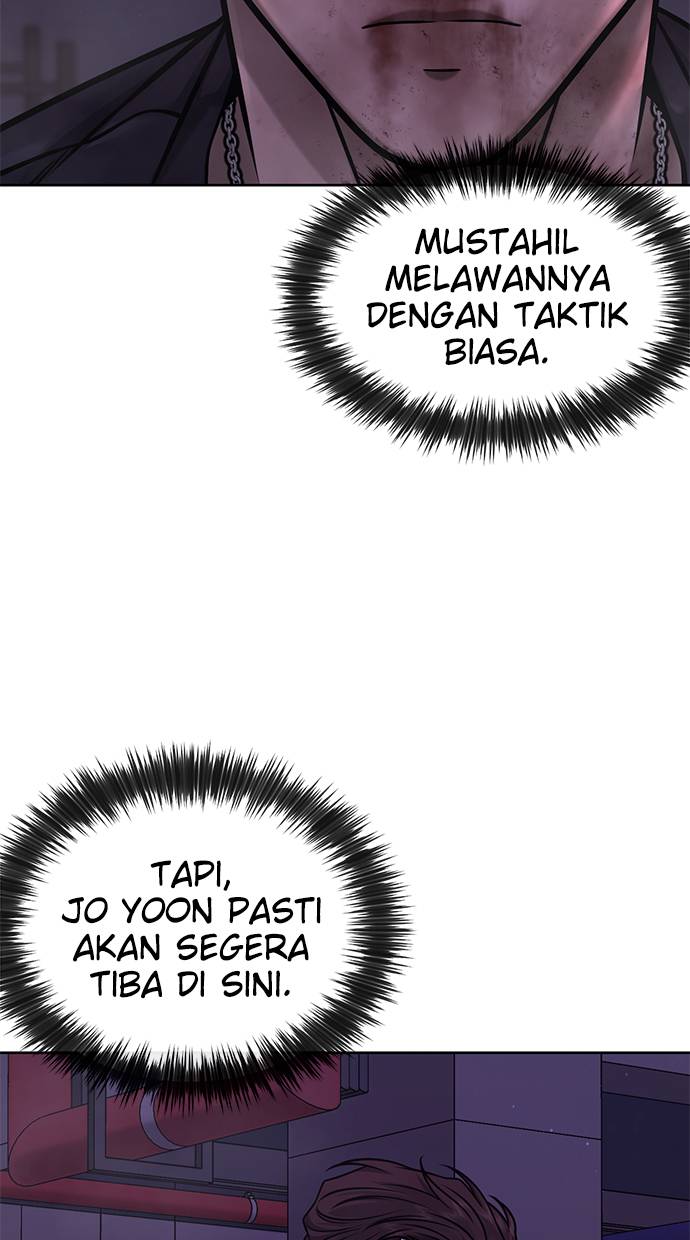 MUSTAHIL
MELAWANNYA
DENGAN TAKTIK
BIASA.
TAPI,
JO YOON PASTI
AKAN SEGERA
TIBA DI SINI.